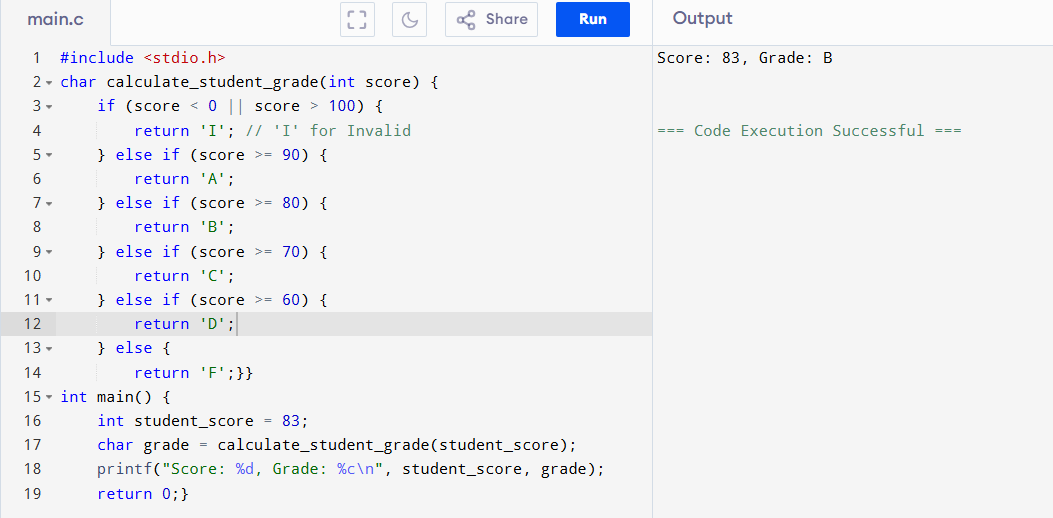 main.c Share Run Output
1 #include <stdio.h>
2 char calculate_student_grade(int score) {
3     if (score < 0 || score > 100) {
4         return 'I'; // 'I' for Invalid
5     } else if (score >= 90) {
6         return 'A';
7     } else if (score >= 80) {
8         return 'B';
9     } else if (score >= 70) {
10         return 'C';
11     } else if (score >= 60) {
12         return 'D';
13     } else {
14         return 'F';}}
15 int main() {
16     int student_score = 83;
17     char grade = calculate_student_grade(student_score);
18     printf("Score: %d, Grade: %c\n", student_score, grade);
19     return 0;}
Score: 83, Grade: B
=== Code Execution Successful ===